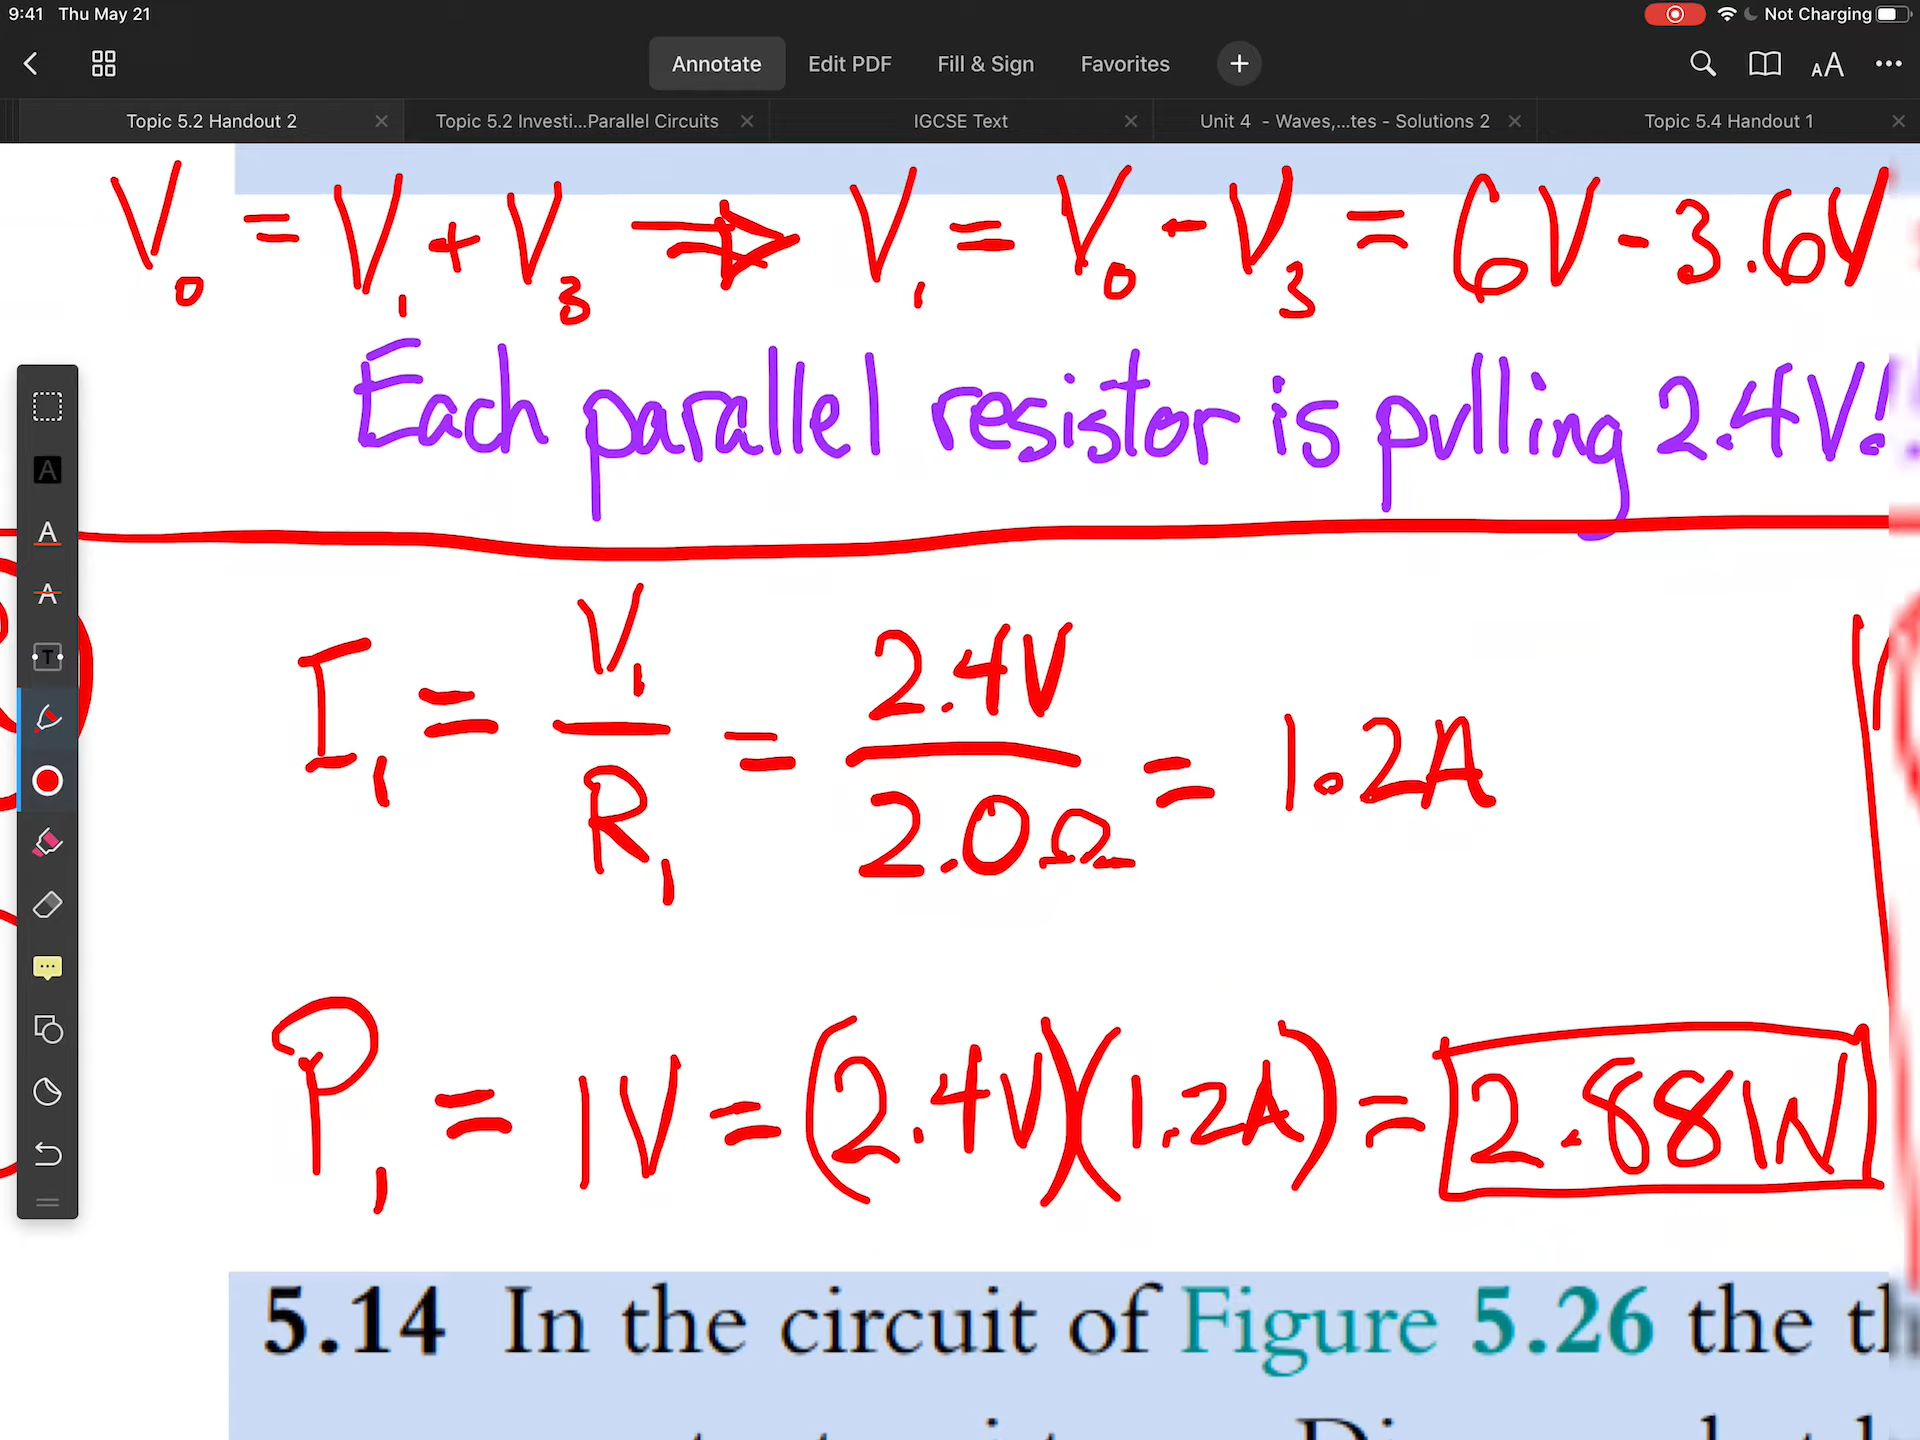 9:41 Thu May 21 Not Charging
Annotate Edit PDF Fill & Sign Favorites
Topic 5.2 Handout 2 Topic 5.2 Investi...Parallel Circuits IGCSE Text Unit 4 - Waves,...tes - Solutions 2 Topic 5.4 Handout 1
V₀ = V₁ + V₃ ⇒ V₁ = V₀ - V₃ = 6V - 3.6V
Each parallel resistor is pulling 2.4V!
I₁ = V₁/R₁ = 2.4V/2.0Ω = 1.2A
P₁ = IV = (2.4V)(1.2A) = 2.88W
5.14 In the circuit of Figure 5.26 the